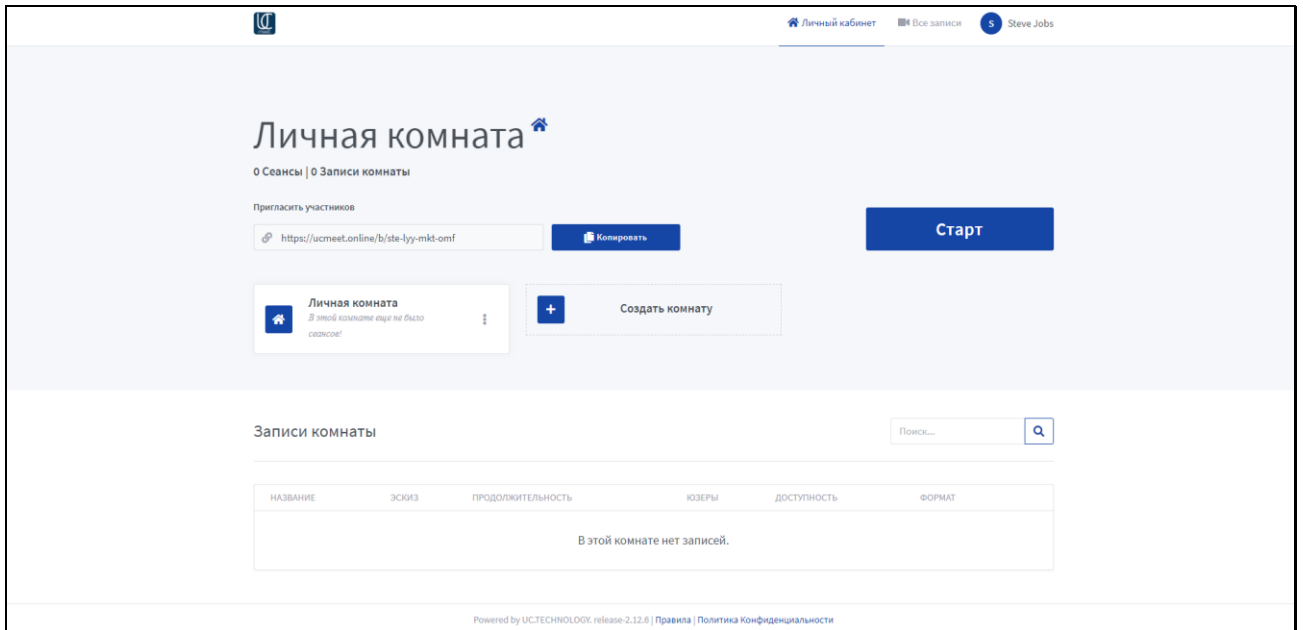 Личный кабинет
Все записи
S
Steve Jobs
Личная комната
0 Сеансы | 0 Записи комнаты
Пригласить участников
https://ucmeet.online/b/ste-lyy-mkt-omf
Копировать
Старт
Личная комната
В этой комнате еще не было
сеансов!
Создать комнату
Записи комнаты
Поиск...
НАЗВАНИЕ ЭСКИЗ ПРОДОЛЖИТЕЛЬНОСТЬ ЮЗЕРЫ ДОСТУПНОСТЬ ФОРМАТ
В этой комнате нет записей.
Powered by UC.TECHNOLOGY. release-2.12.6 | Правила | Политика Конфиденциальности